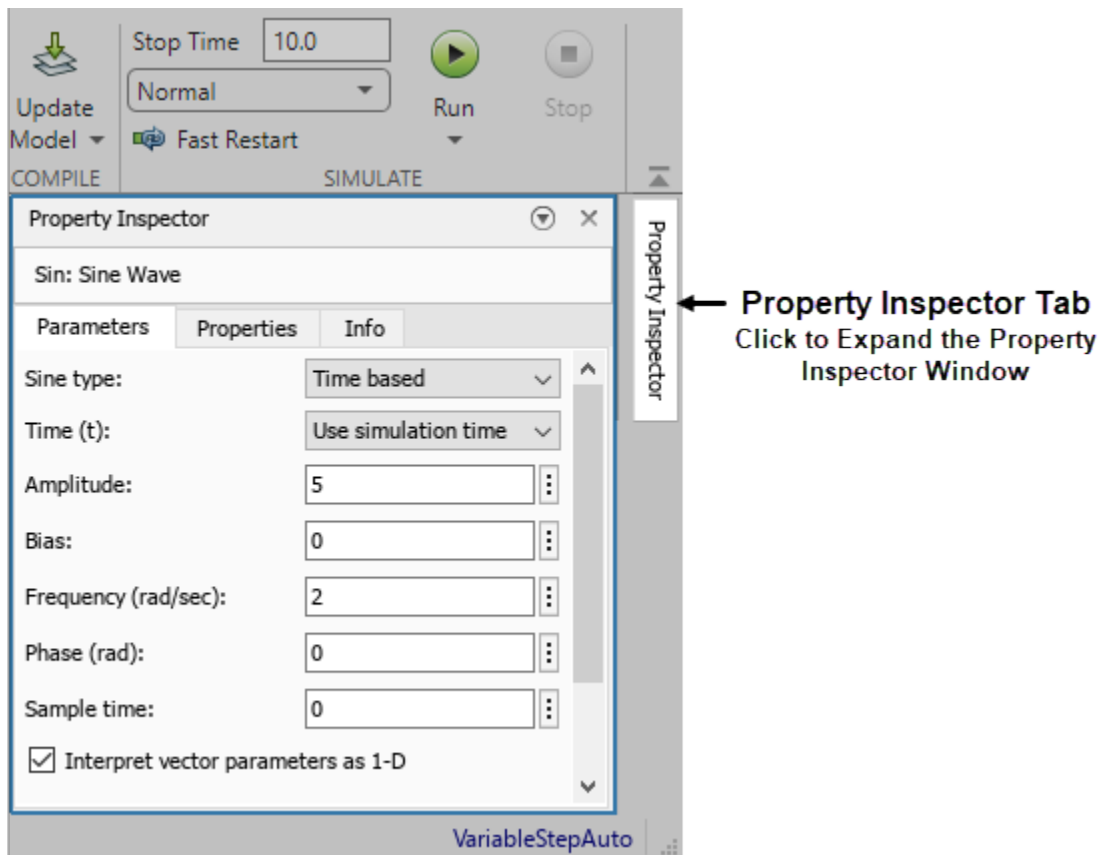 Stop Time 10.0
Normal
Update
Model
Run
Stop
Fast Restart
COMPILE
SIMULATE
Property Inspector
Sin: Sine Wave
Parameters Properties Info
Sine type: Time based
Time (t): Use simulation time
Amplitude: 5
Bias: 0
Frequency (rad/sec): 2
Phase (rad): 0
Sample time: 0
Interpret vector parameters as 1-D
VariableStepAuto
Property Inspector
Property Inspector Tab
Click to Expand the Property
Inspector Window